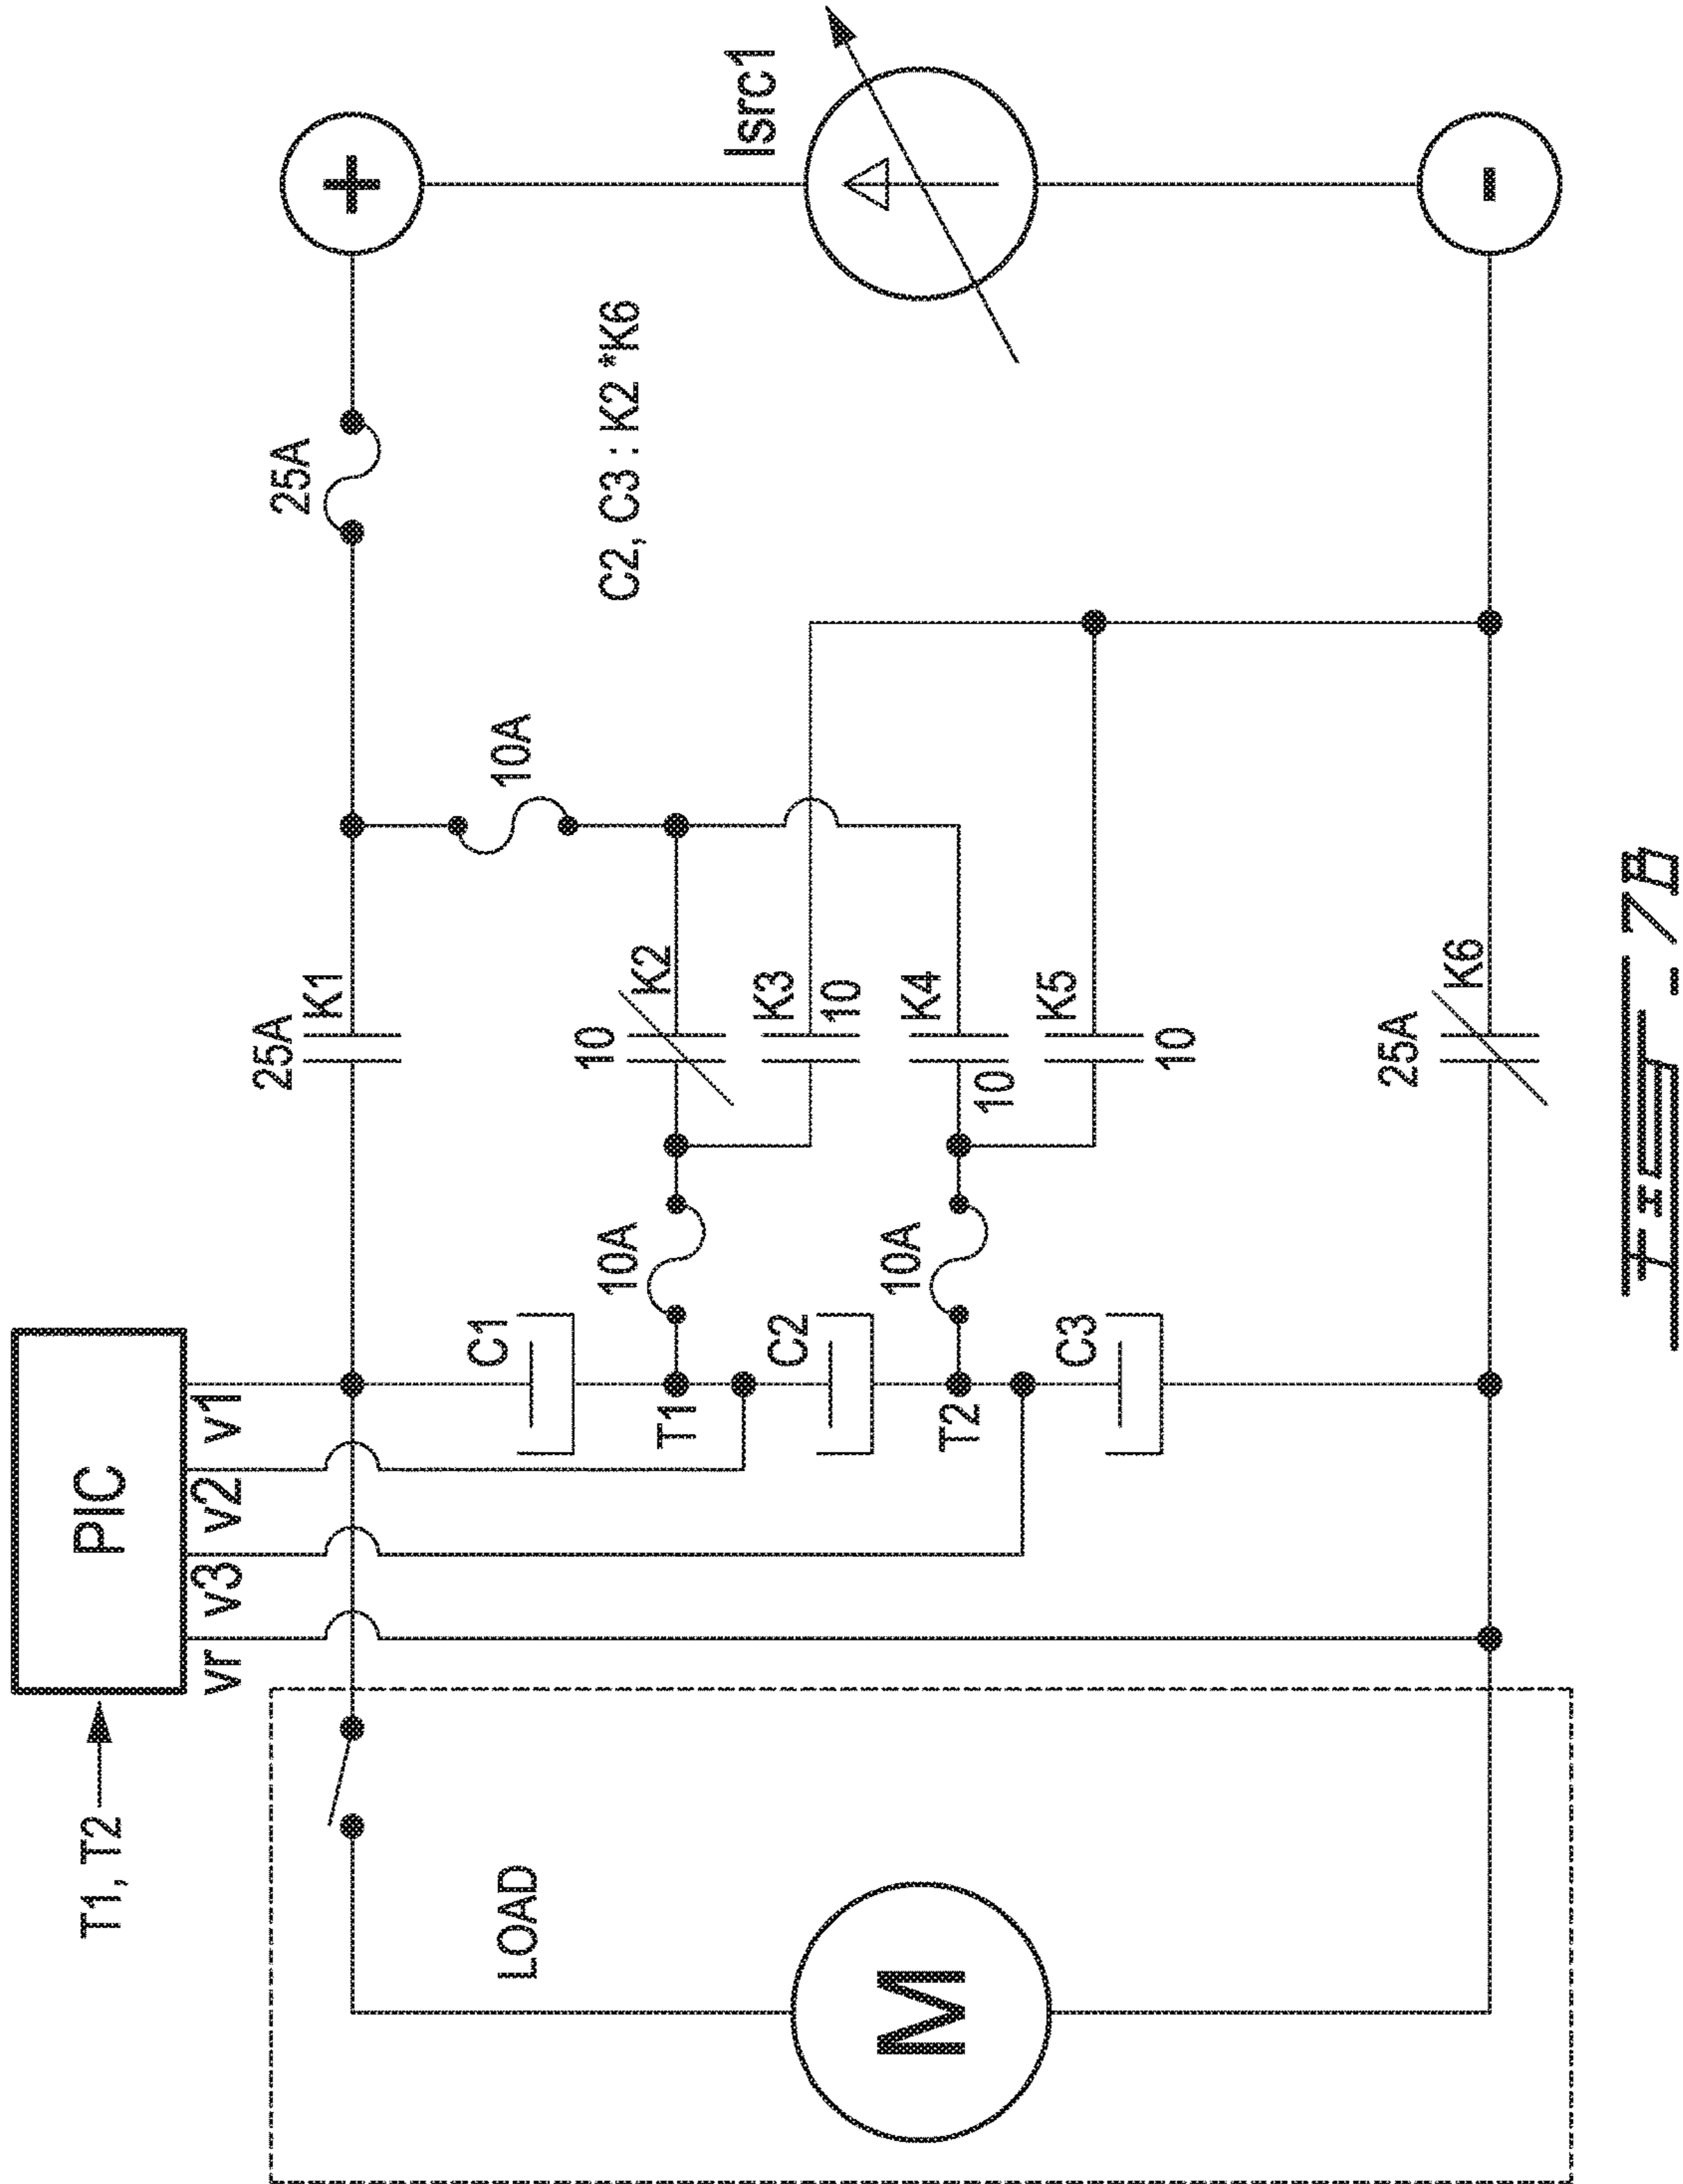 T1, T2
PIC
vr
v3
v2
v1
25A
K1
25A
+
LOAD
M
C1
T1
10A
10
K2
10A
C2, C3 : K2 *K6
Isrc1
K3
10
C2
T2
10A
K4
10
C3
K5
10
25A
K6
-
FIG - 7B